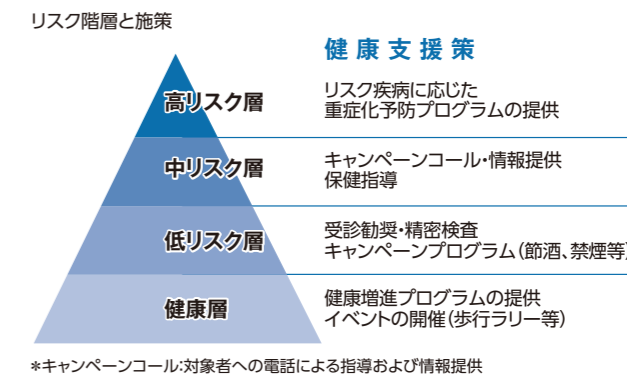 リスク階層と施策
健康支援策
高リスク層
リスク疾病に応じた
重症化予防プログラムの提供
中リスク層
キャンペーンコール・情報提供
保健指導
低リスク層
受診勧奨・精密検査
キャンペーンプログラム(節酒、禁煙等)
健康層
健康増進プログラムの提供
イベントの開催(歩行ラリー等)
*キャンペーンコール:対象者への電話による指導および情報提供